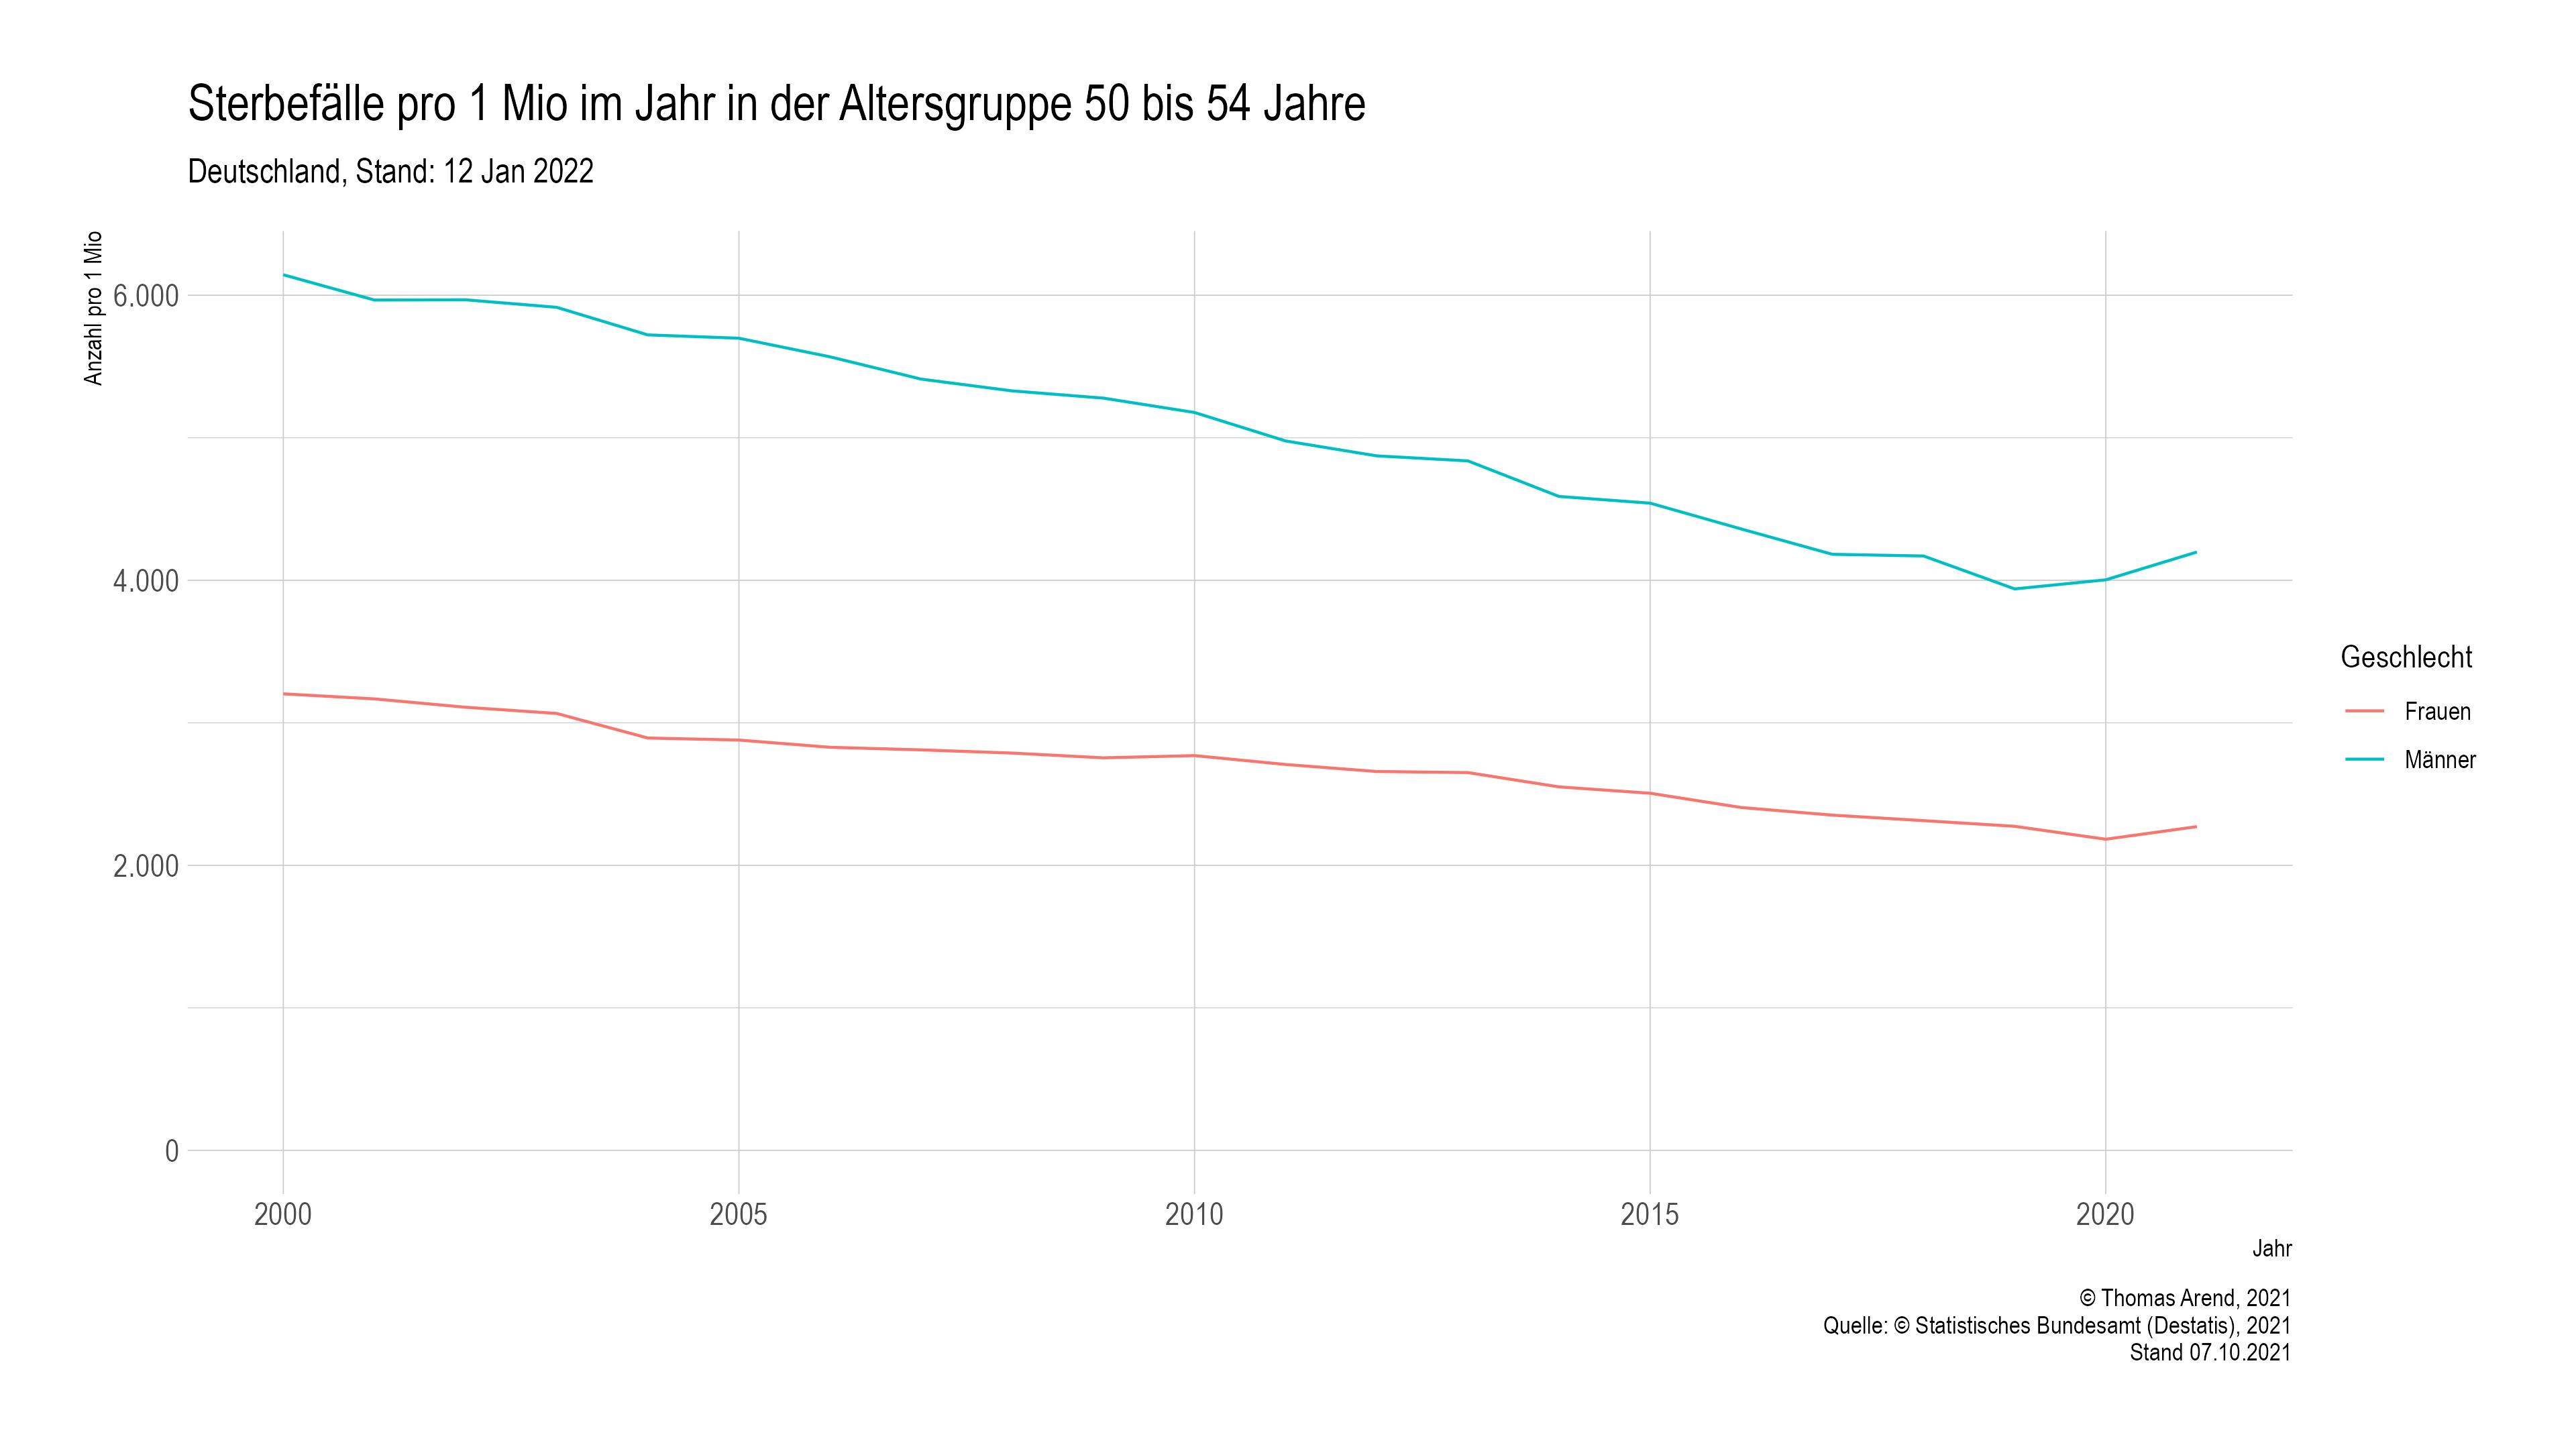 Sterbefälle pro 1 Mio im Jahr in der Altersgruppe 50 bis 54 Jahre
Deutschland, Stand: 12 Jan 2022
Anzahl pro 1 Mio
6.000
4.000
2.000
0
2000
2005
2010
2015
2020
Jahr
Geschlecht
Frauen
Männer
© Thomas Arend, 2021
Quelle: © Statistisches Bundesamt (Destatis), 2021
Stand 07.10.2021